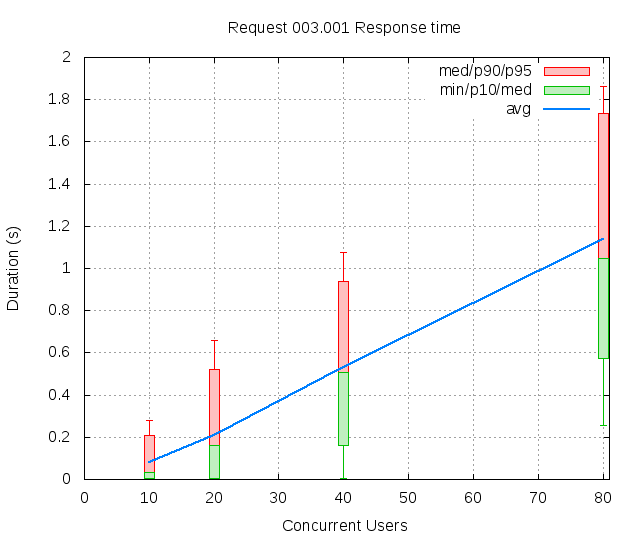 Request 003.001 Response time
med/p90/p95
min/p10/med
avg
2
1.8
1.6
1.4
1.2
1
0.8
0.6
0.4
0.2
0
Duration (s)
0 10 20 30 40 50 60 70 80
Concurrent Users